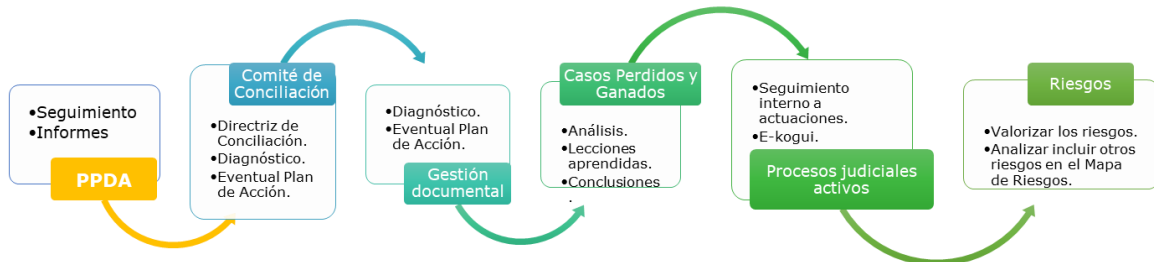 •Seguimiento
•Informes
PPDA
Comité de
Conciliación
•Directriz de
Conciliación.
•Diagnóstico.
•Eventual Plan
de Acción.
•Diagnóstico.
•Eventual Plan
de Acción.
Gestión
documental
Casos Perdidos y
Ganados
•Análisis.
•Lecciones
aprendidas.
•Conclusiones
.
•Seguimiento
interno a
actuaciones.
•E-kogui.
Procesos judiciales
activos
Riesgos
•Valorizar los riesgos.
•Analizar incluir otros
riesgos en el Mapa
de Riesgos.